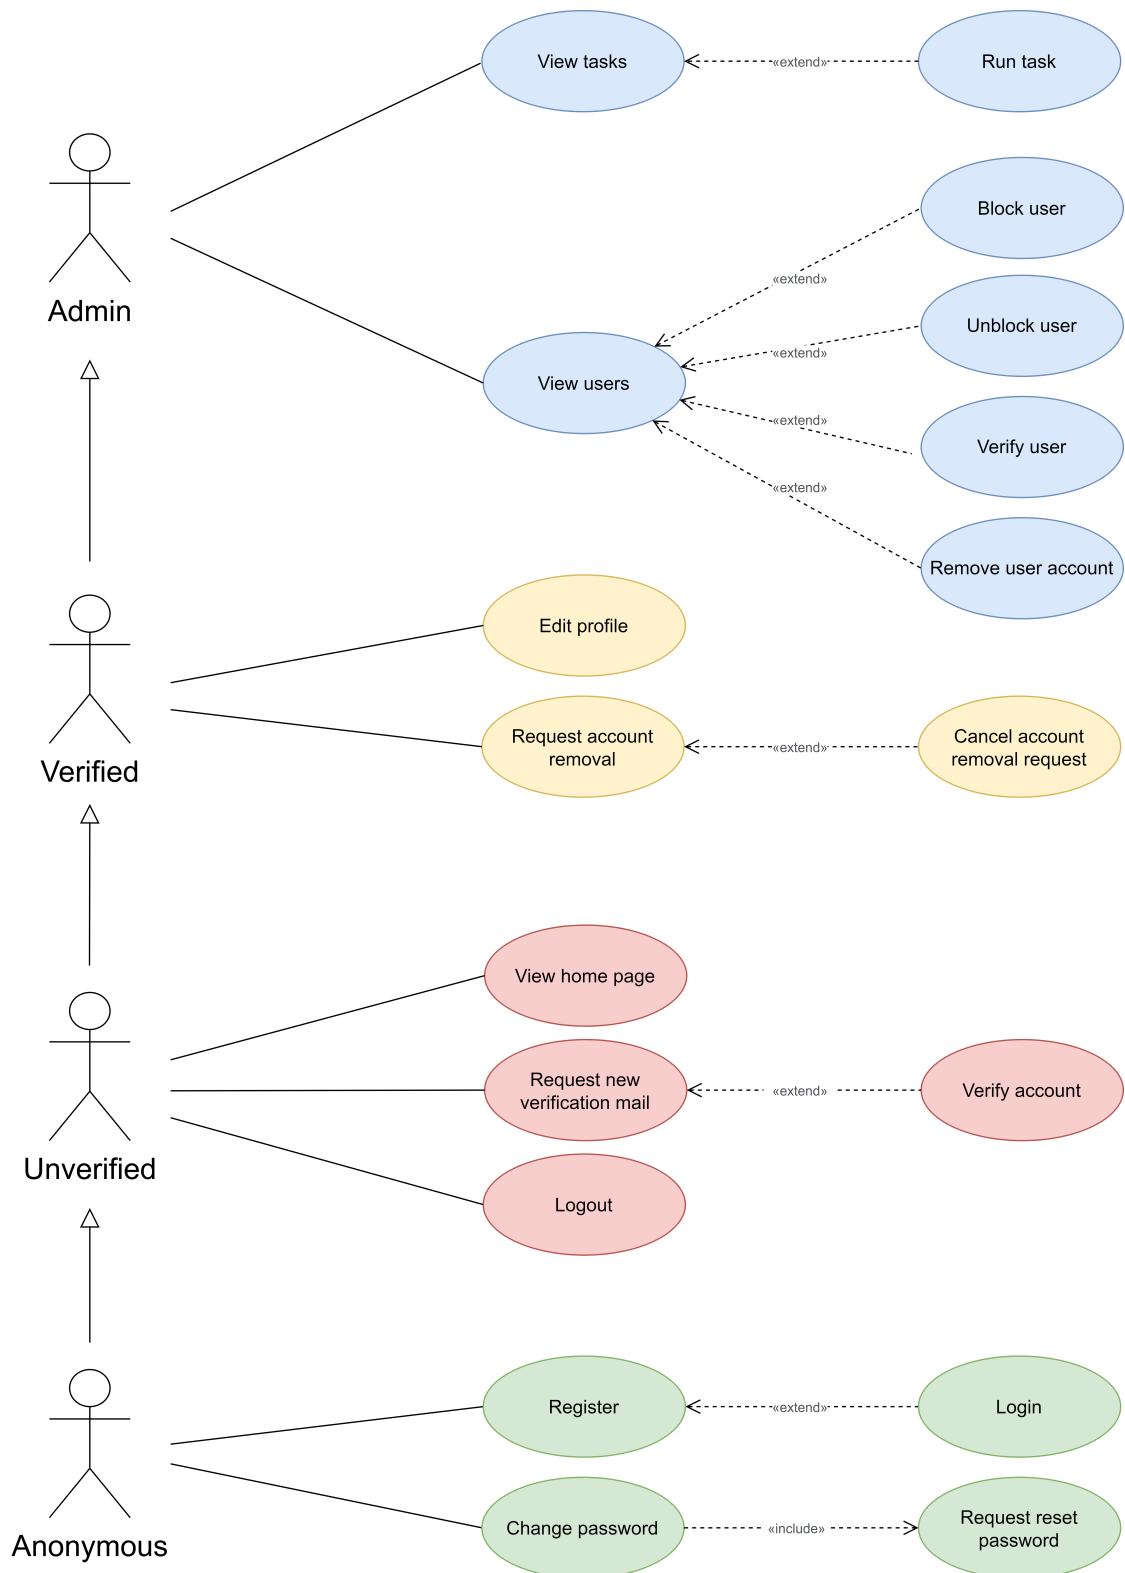 View tasks
«extend»
Run task
Block user
«extend»
Unblock user
Admin
«extend»
View users
«extend»
Verify user
«extend»
Remove user account
Edit profile
Verified
Request account
removal
«extend»
Cancel account
removal request
View home page
Unverified
Request new
verification mail
«extend»
Verify account
Logout
Register
«extend»
Login
Anonymous
Change password
«include»
Request reset
password